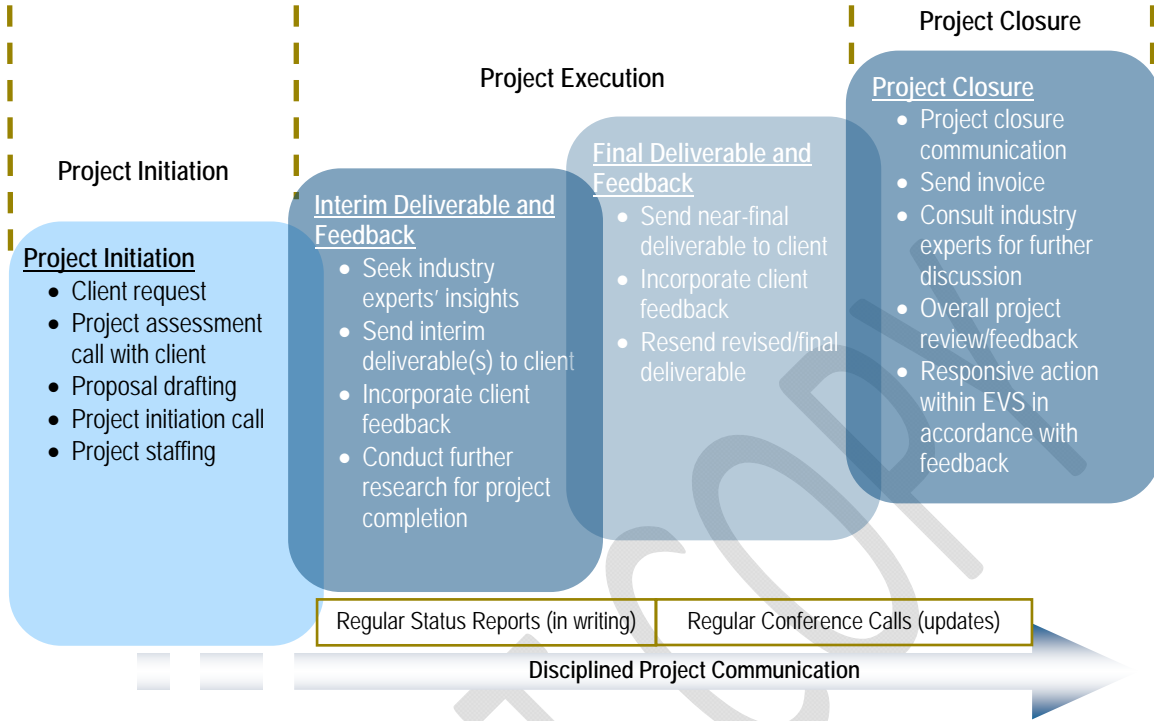 Project Initiation
Project Execution
Project Closure
Project Initiation
• Client request
• Project assessment
call with client
• Proposal drafting
• Project initiation call
• Project staffing
Interim Deliverable and
Feedback
• Seek industry
experts' insights
• Send interim
deliverable(s) to client
• Incorporate client
feedback
• Conduct further
research for project
completion
Final Deliverable and
Feedback
• Send near-final
deliverable to client
• Incorporate client
feedback
• Resend revised/final
deliverable
Project Closure
• Project closure
communication
• Send invoice
• Consult industry
experts for further
discussion
• Overall project
review/feedback
• Responsive action
within EVS in
accordance with
feedback
Regular Status Reports (in writing)
Regular Conference Calls (updates)
Disciplined Project Communication
COPY